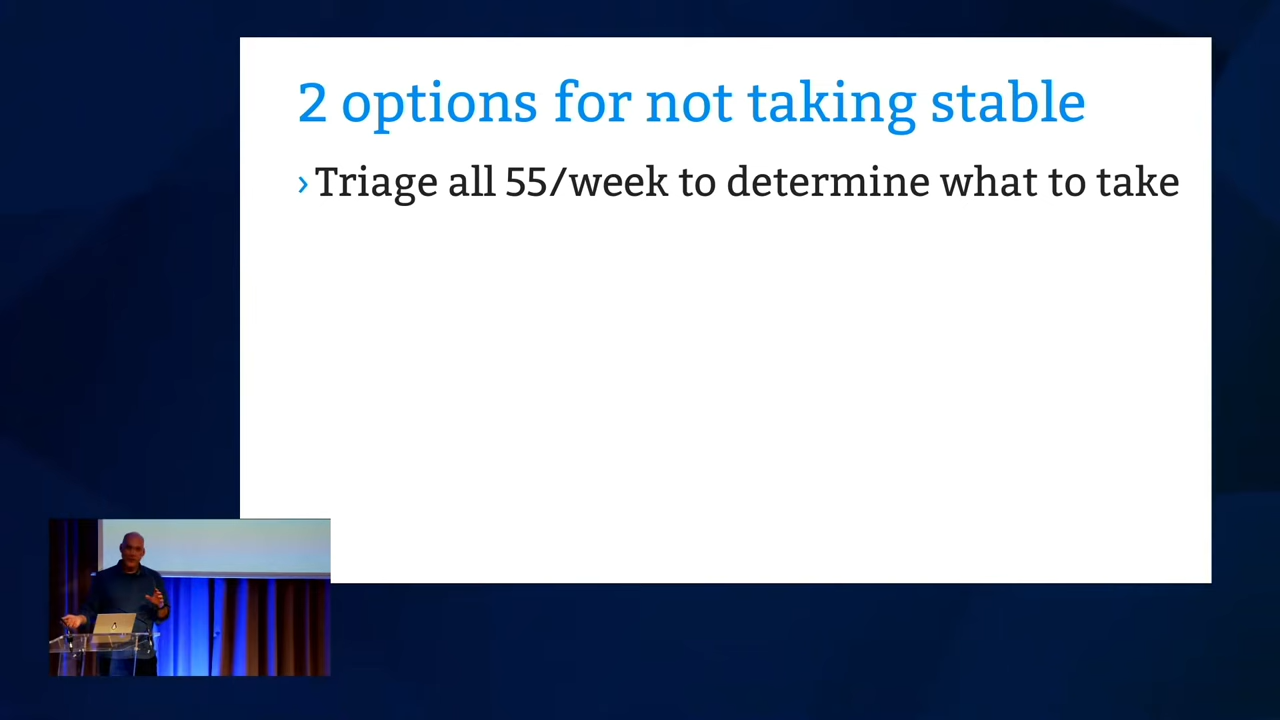 2 options for not taking stable
› Triage all 55/week to determine what to take